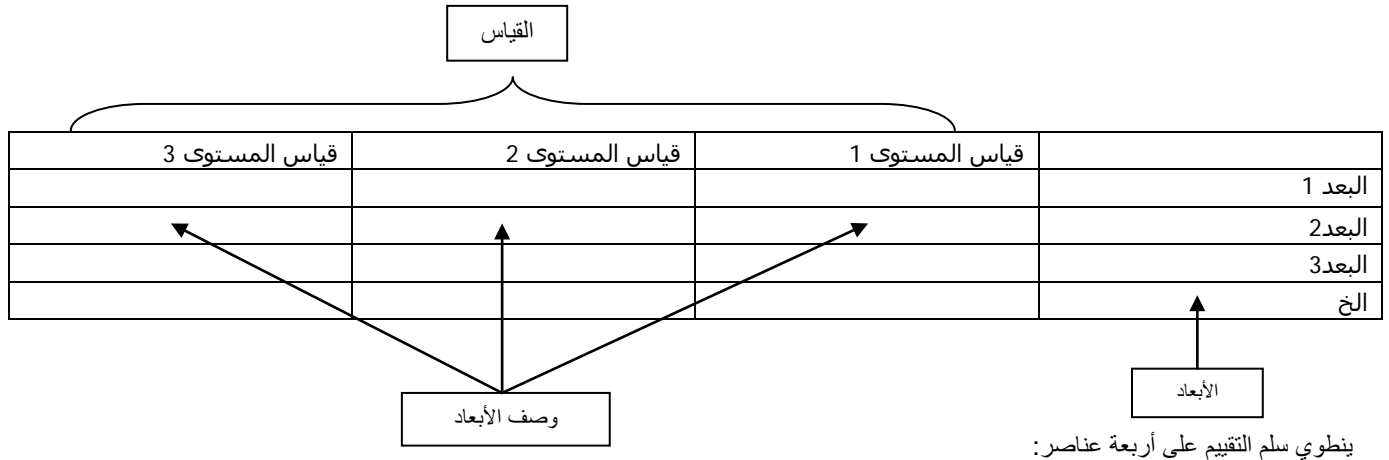 القياس
قياس المستوى 1 قياس المستوى 2 قياس المستوى 3
البعد 1
البعد2
البعد3
الخ
الأبعاد
وصف الأبعاد
ينطوي سلم التقييم على أربعة عناصر: